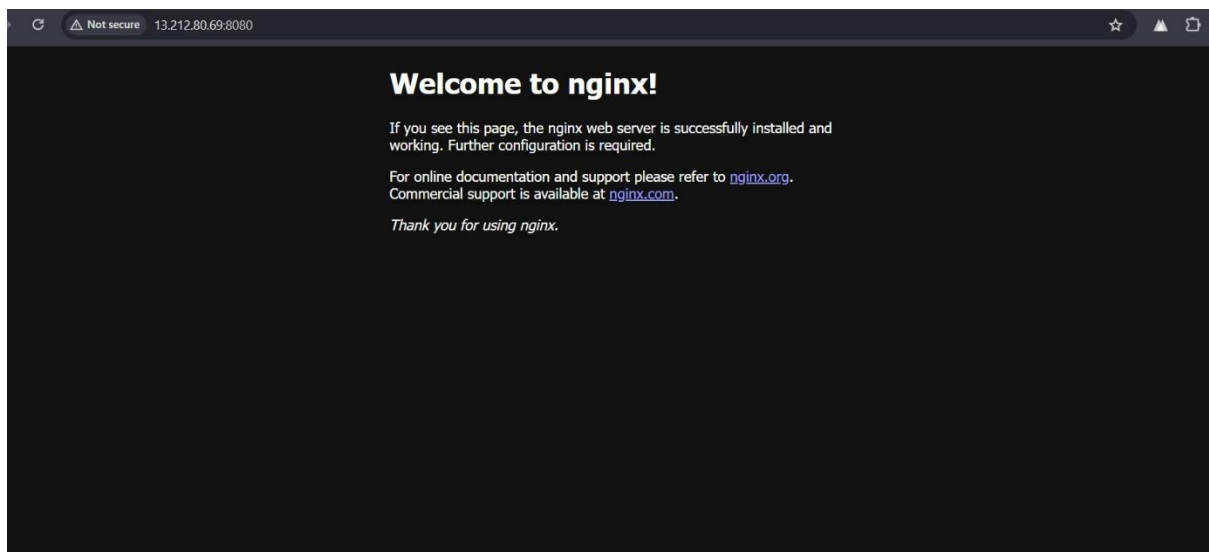 Not secure 13.212.80.69:8080
Welcome to nginx!
If you see this page, the nginx web server is successfully installed and
working. Further configuration is required.
For online documentation and support please refer to nginx.org.
Commercial support is available at nginx.com.
Thank you for using nginx.